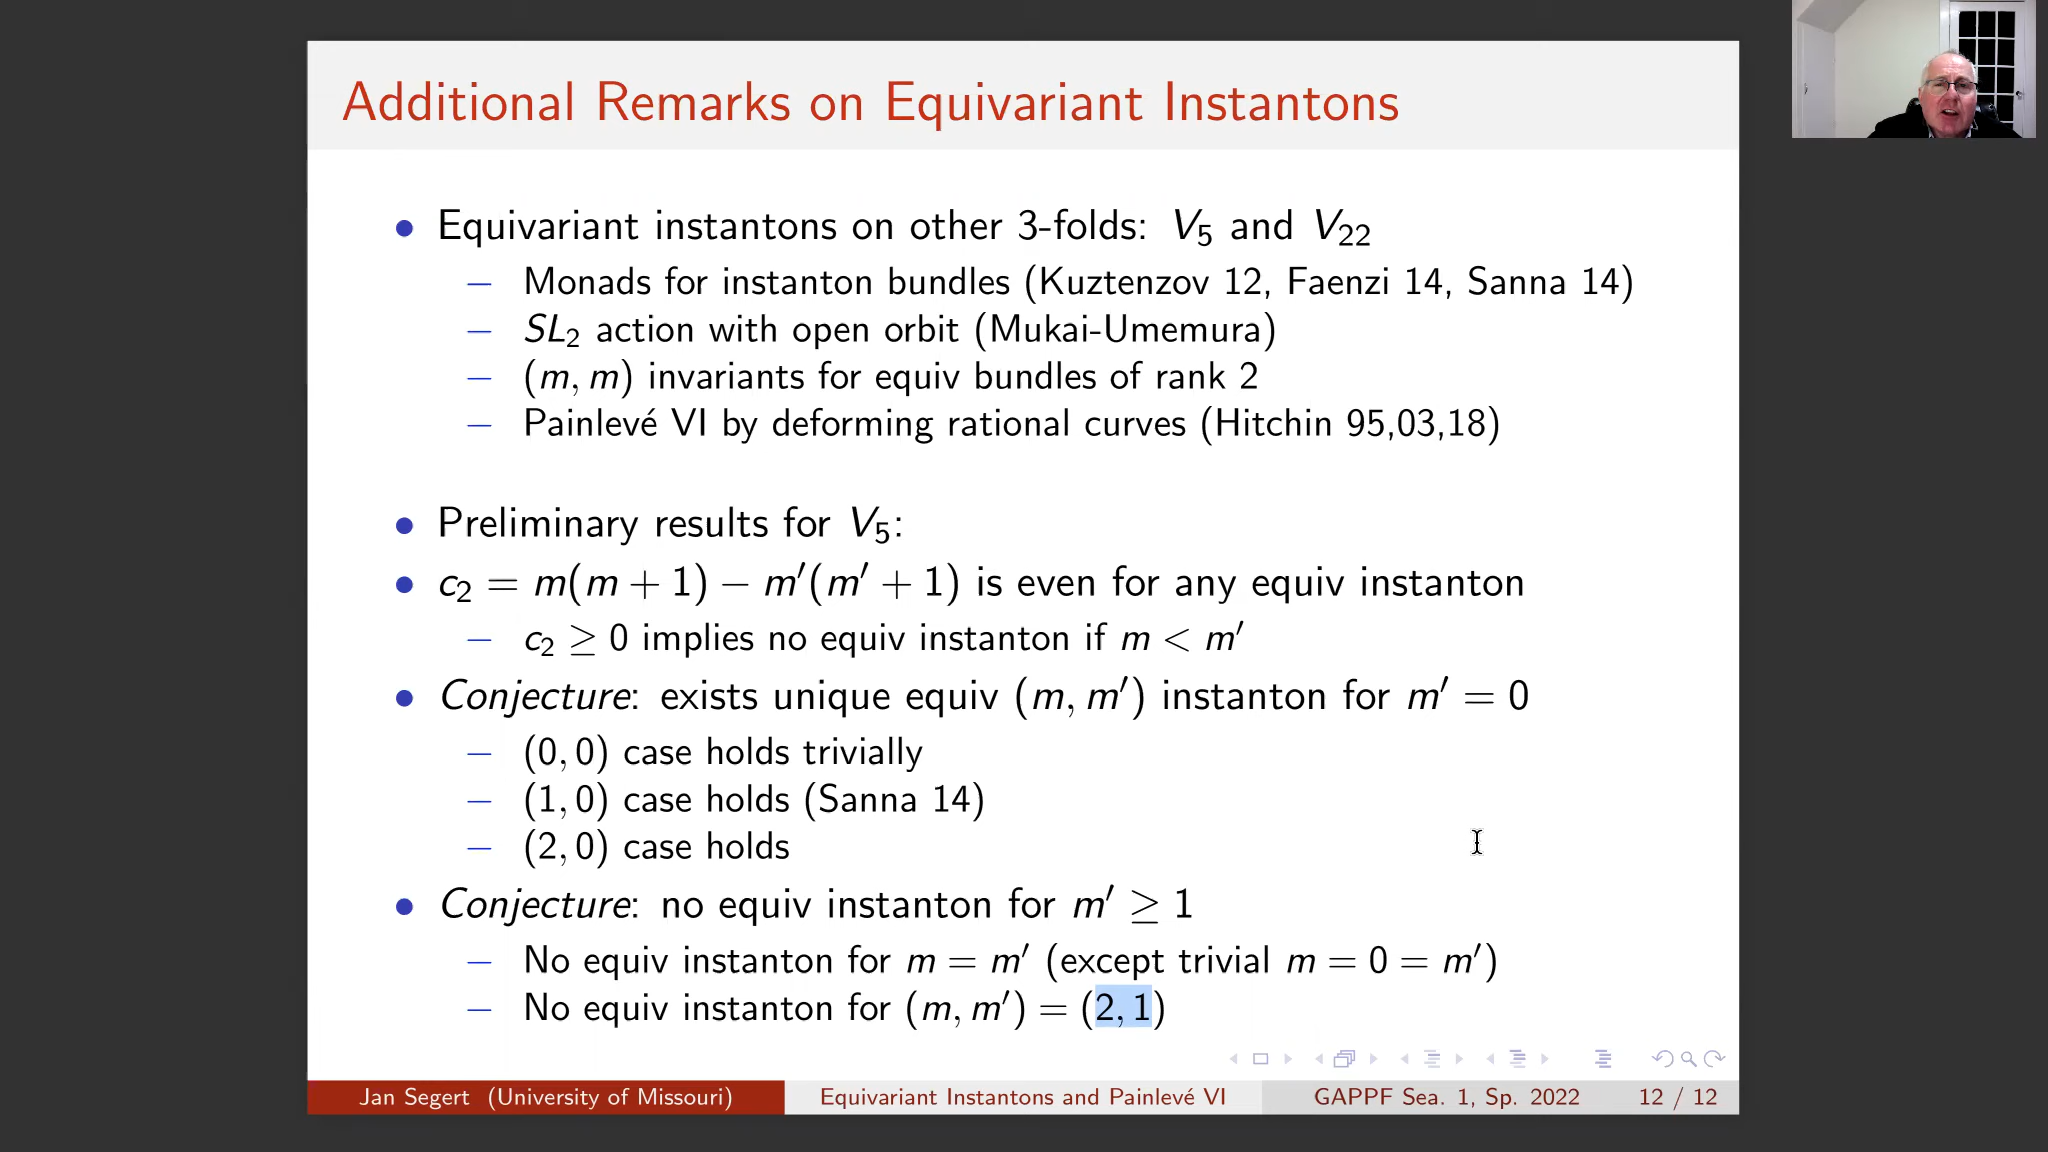 Additional Remarks on Equivariant Instantons
• Equivariant instantons on other 3-folds: V₅ and V₂₂
– Monads for instanton bundles (Kuztenzov 12, Faenzi 14, Sanna 14)
– SL₂ action with open orbit (Mukai-Umemura)
– (m, m) invariants for equiv bundles of rank 2
– Painlevé VI by deforming rational curves (Hitchin 95,03,18)
• Preliminary results for V₅:
• c₂ = m(m + 1) − m′(m′ + 1) is even for any equiv instanton
– c₂ ≥ 0 implies no equiv instanton if m < m′
• Conjecture: exists unique equiv (m, m′) instanton for m′ = 0
– (0, 0) case holds trivially
– (1, 0) case holds (Sanna 14)
– (2, 0) case holds
• Conjecture: no equiv instanton for m′ ≥ 1
– No equiv instanton for m = m′ (except trivial m = 0 = m′)
– No equiv instanton for (m, m′) = (2, 1)
Jan Segert (University of Missouri) Equivariant Instantons and Painlevé VI GAPPF Sea. 1, Sp. 2022 12 / 12